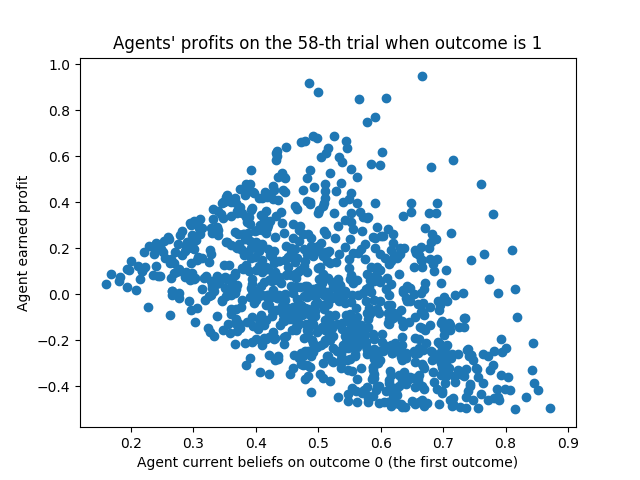 Agents' profits on the 58-th trial when outcome is 1
1.0
0.8
0.6
0.4
0.2
0.0
−0.2
−0.4
Agent earned profit
0.2 0.3 0.4 0.5 0.6 0.7 0.8 0.9
Agent current beliefs on outcome 0 (the first outcome)